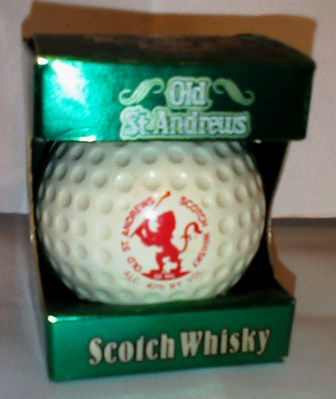 Old
St. Andrews
OLD ST. ANDREWS SCOTCH WHISKY
ALC. 40% BY VOL.
Scotch Whisky